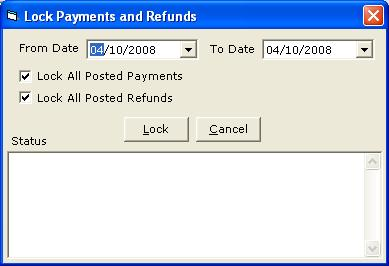 Lock Payments and Refunds
From Date 04/10/2008 To Date 04/10/2008
Lock All Posted Payments
Lock All Posted Refunds
Lock Cancel
Status